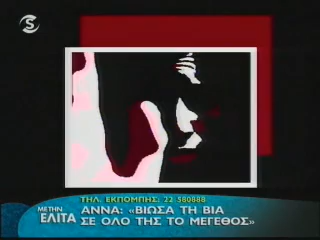 S
ΤΗΛ. ΕΚΠΟΜΠΗΣ: 22 580888
ΜΕ ΤΗΝ
ΕΛΙΤΑ
ΑΝΝΑ: «ΒΙΩΣΑ ΤΗ ΒΙΑ
ΣΕ ΟΛΟ ΤΗΣ ΤΟ ΜΕΓΕΘΟΣ»